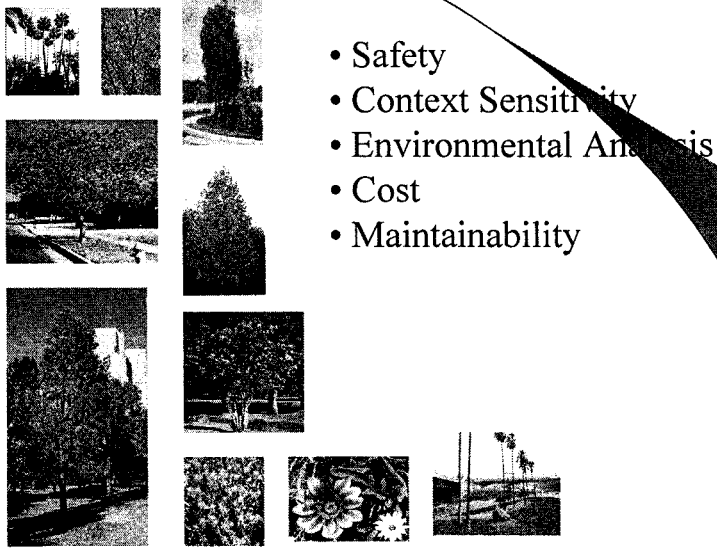 • Safety
• Context Sensitivity
• Environmental Analysis
• Cost
• Maintainability